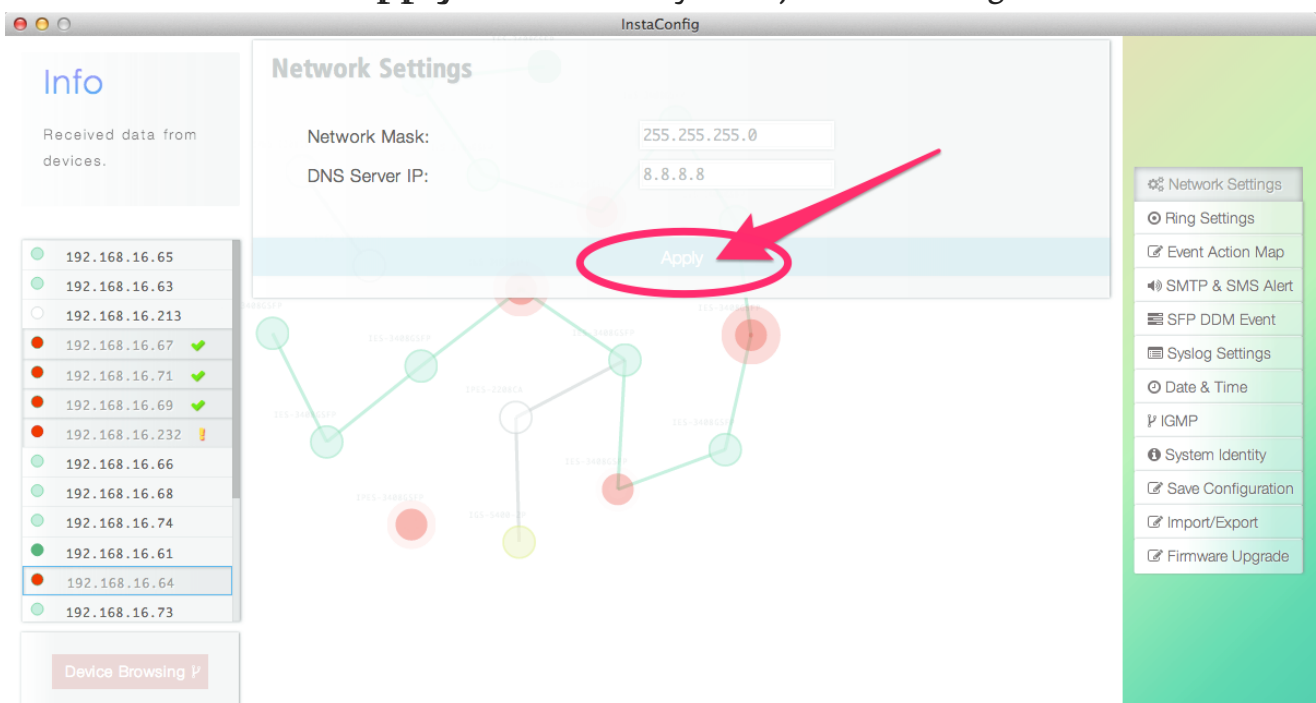 InstaConfig
Info
Received data from
devices.
192.168.16.65
192.168.16.63
192.168.16.213
192.168.16.67
192.168.16.71
192.168.16.69
192.168.16.232
192.168.16.66
192.168.16.68
192.168.16.74
192.168.16.61
192.168.16.64
192.168.16.73
Device Browsing
Network Settings
Network Mask:
255.255.255.0
DNS Server IP:
8.8.8.8
Apply
Network Settings
Ring Settings
Event Action Map
SMTP & SMS Alert
SFP DDM Event
Syslog Settings
Date & Time
IGMP
System Identity
Save Configuration
Import/Export
Firmware Upgrade